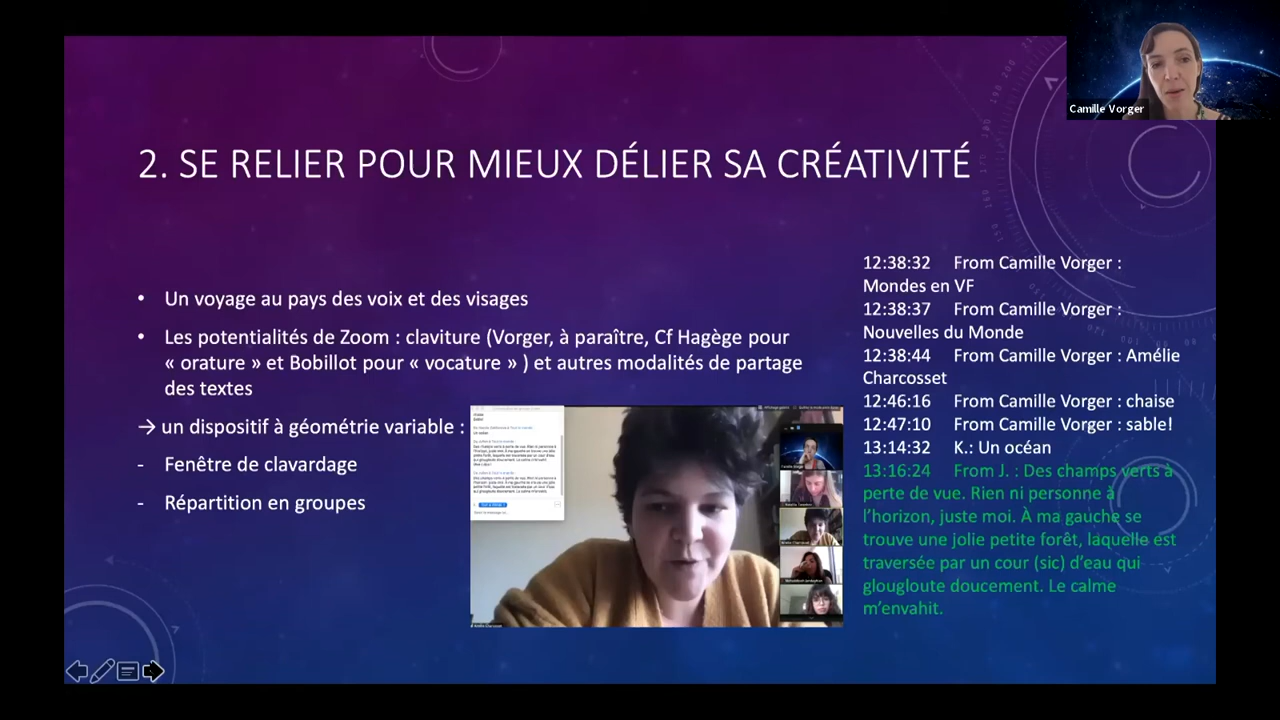 Camille Vorger
2. SE RELIER POUR MIEUX DÉLIER SA CRÉATIVITÉ
• Un voyage au pays des voix et des visages
• Les potentialités de Zoom : claviture (Vorger, à paraître, Cf Hagège pour
« orature » et Bobillot pour « vocature » ) et autres modalités de partage
des textes
→ un dispositif à géométrie variable :
- Fenêtre de clavardage
- Répartition en groupes
12:38:32 From Camille Vorger :
Mondes en VF
12:38:37 From Camille Vorger :
Nouvelles du Monde
12:38:44 From Camille Vorger : Amélie
Charcosset
12:46:16 From Camille Vorger : chaise
12:47:10 From Camille Vorger : sable!
13:14:32 K.: Un océan
13:16:27 From J. : Des champs verts à
perte de vue. Rien ni personne à
l'horizon, juste moi. À ma gauche se
trouve une jolie petite forêt, laquelle est
traversée par un cour (sic) d'eau qui
glougloute doucement. Le calme
m'envahit.